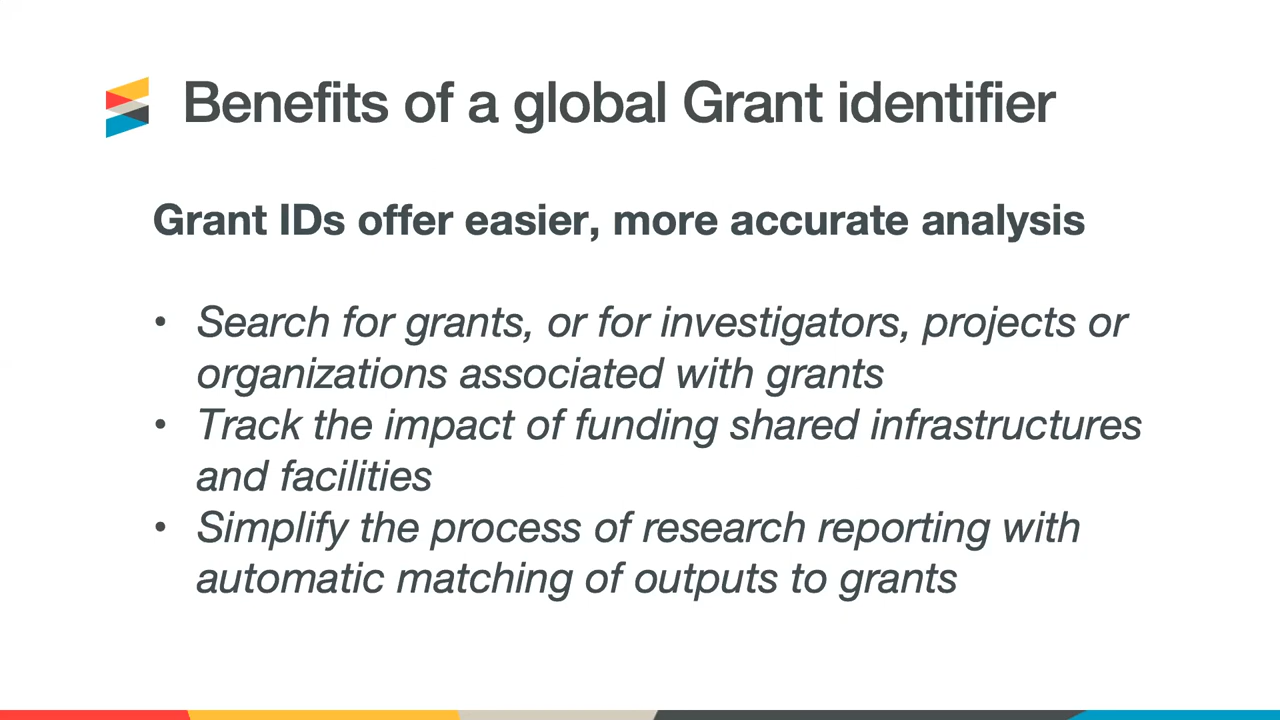 Benefits of a global Grant identifier
Grant IDs offer easier, more accurate analysis
• Search for grants, or for investigators, projects or
organizations associated with grants
• Track the impact of funding shared infrastructures
and facilities
• Simplify the process of research reporting with
automatic matching of outputs to grants